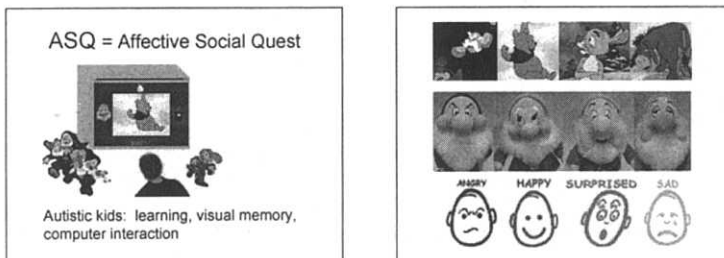 ASQ = Affective Social Quest
Autistic kids: learning, visual memory,
computer interaction
ANGRY HAPPY SURPRISED SAD